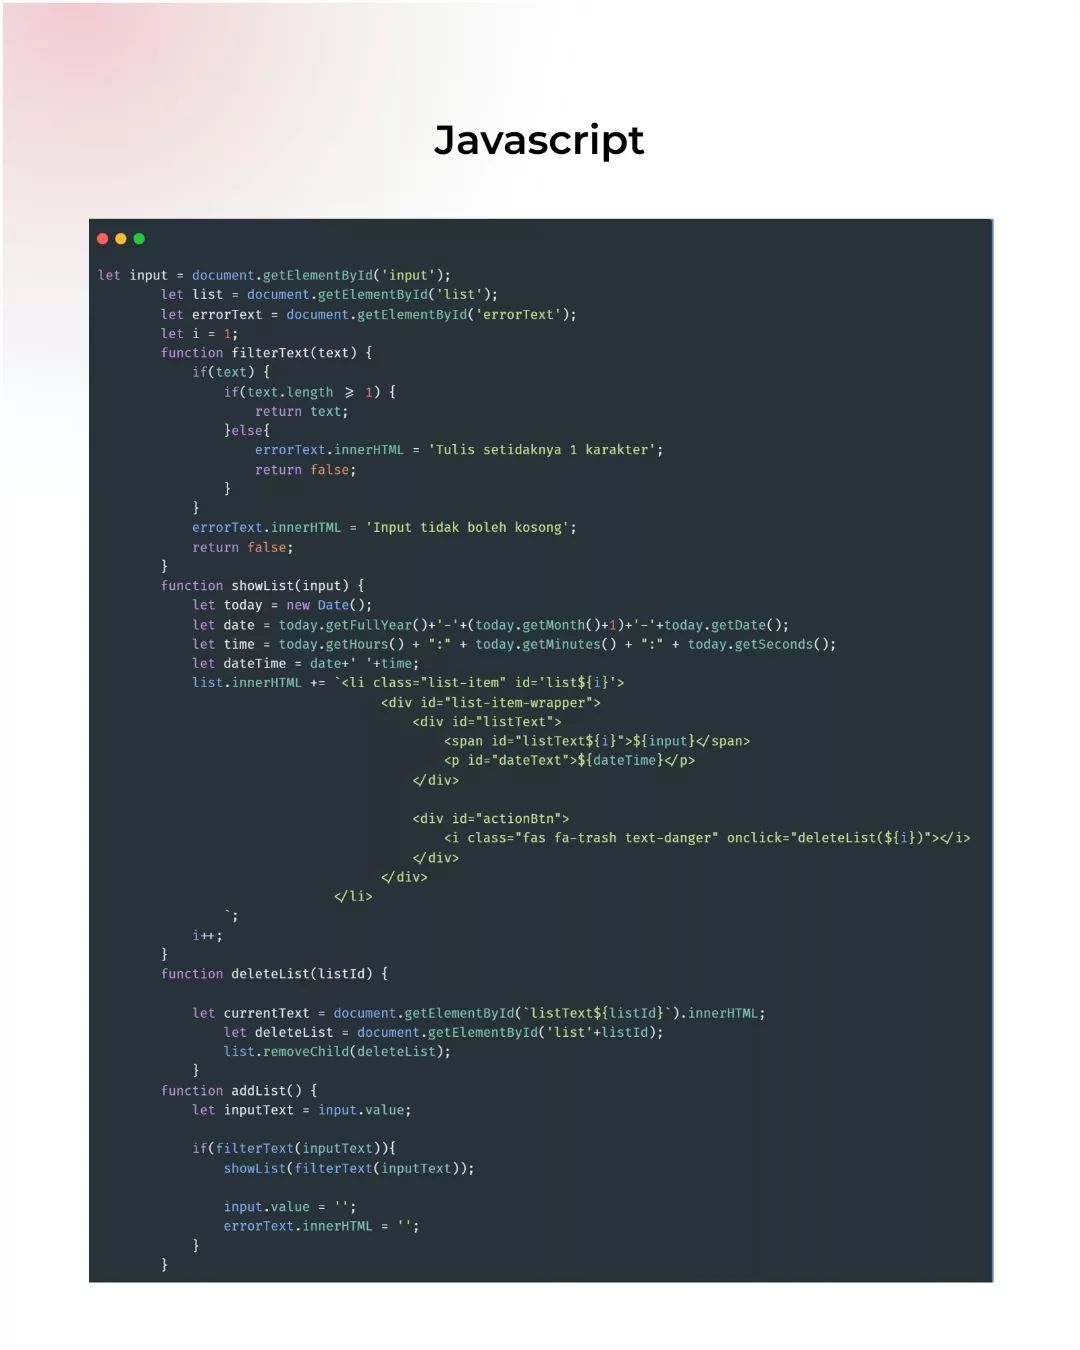 Javascript
let input = document.getElementById('input');
let list = document.getElementById('list');
let errorText = document.getElementById('errorText');
let i = 1;
function filterText(text) {
if(text) {
if(text.length >= 1) {
return text;
}else{
errorText.innerHTML = 'Tulis setidaknya 1 karakter';
return false;
}
}
errorText.innerHTML = 'Input tidak boleh kosong';
return false;
}
function showList(input) {
let today = new Date();
let date = today.getFullYear()+'-'+(today.getMonth()+1)+'-'+today.getDate();
let time = today.getHours() + ":" + today.getMinutes() + ":" + today.getSeconds();
let dateTime = date+' '+time;
list.innerHTML += `<li class="list-item" id='list${i}'>
<div id="list-item-wrapper">
<div id="listText">
<span id="listText${i}">${input}</span>
<p id="dateText">${dateTime}</p>
</div>
<div id="actionBtn">
<i class="fas fa-trash text-danger" onclick="deleteList(${i})"></i>
</div>
</div>
</li>
`;
i++;
}
function deleteList(listId) {
let currentText = document.getElementById(`listText${listId}`).innerHTML;
let deleteList = document.getElementById('list'+listId);
list.removeChild(deleteList);
}
function addList() {
let inputText = input.value;
if(filterText(inputText)){
showList(filterText(inputText));
input.value = '';
errorText.innerHTML = '';
}
}